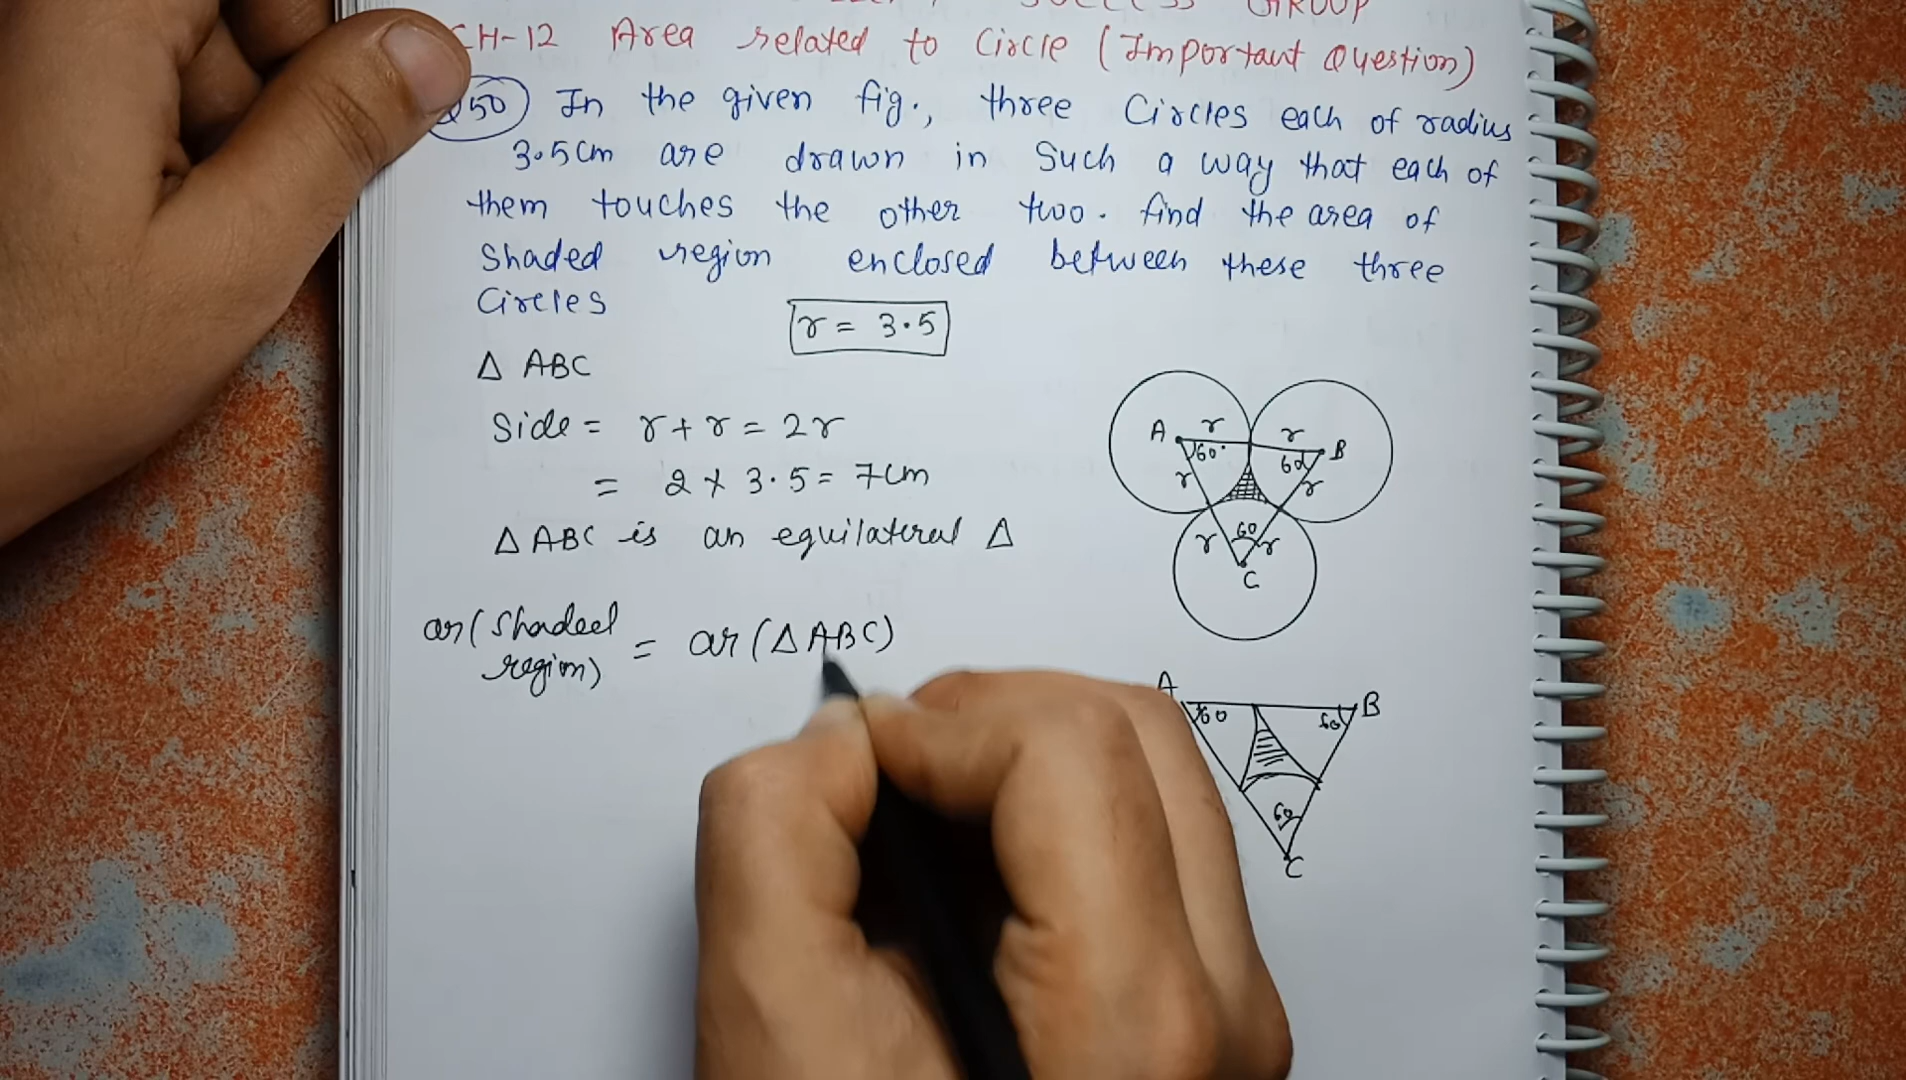 SUCCESS GROUP
CH-12 Area related to Circle (Important Question)
Q50) In the given fig., three Circles each of radius
3.5cm are drawn in Such a way that each of
them touches the other two. find the area of
Shaded region enclosed between these three
Circles
r = 3.5
Δ ABC
Side = r + r = 2r
= 2 × 3.5 = 7cm
Δ ABC is an equilateral Δ
ar (Shaded region) = ar (Δ ABC)
A r r B
60° 60
r r
60
r r
C
A B
60 60
60
C